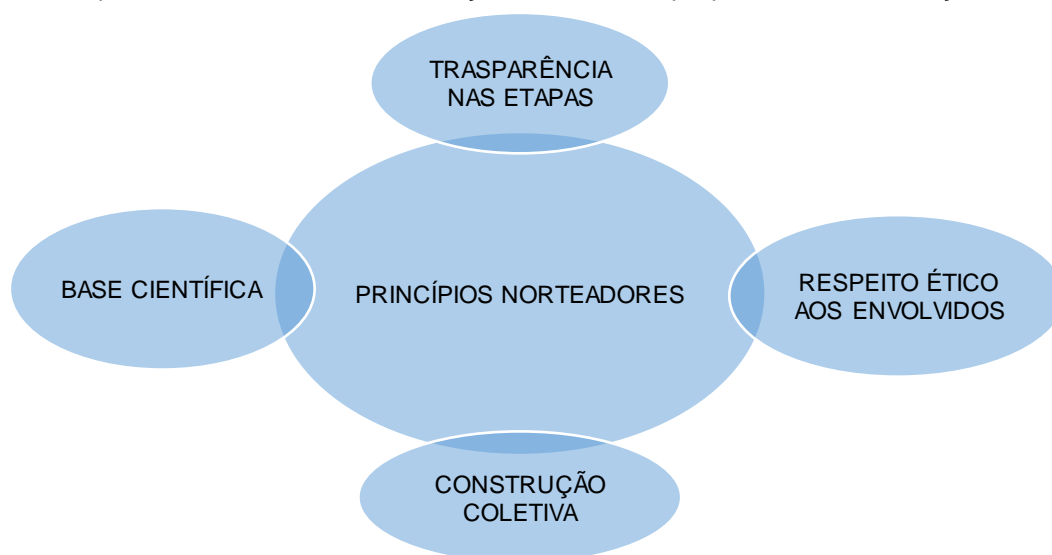 TRASPARÊNCIA
NAS ETAPAS
BASE CIENTÍFICA
PRINCÍPIOS NORTEADORES
RESPEITO ÉTICO
AOS ENVOLVIDOS
CONSTRUÇÃO
COLETIVA